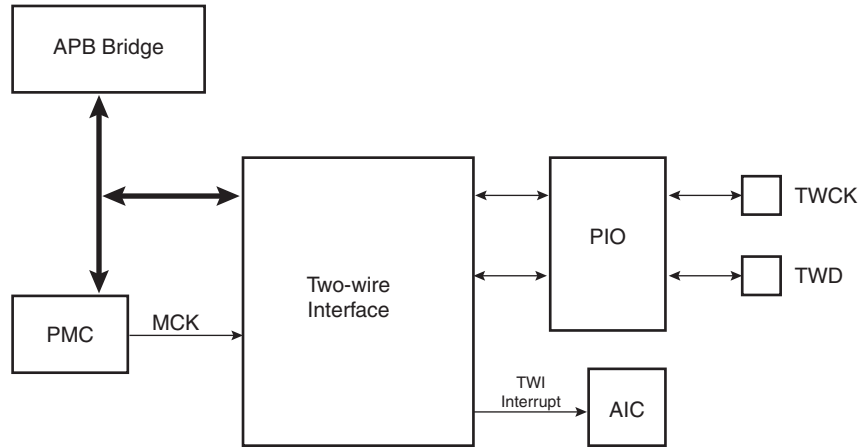 APB Bridge
TWCK
PIO
Two-wire
Interface
TWD
PMC
MCK
TWI
Interrupt
AIC